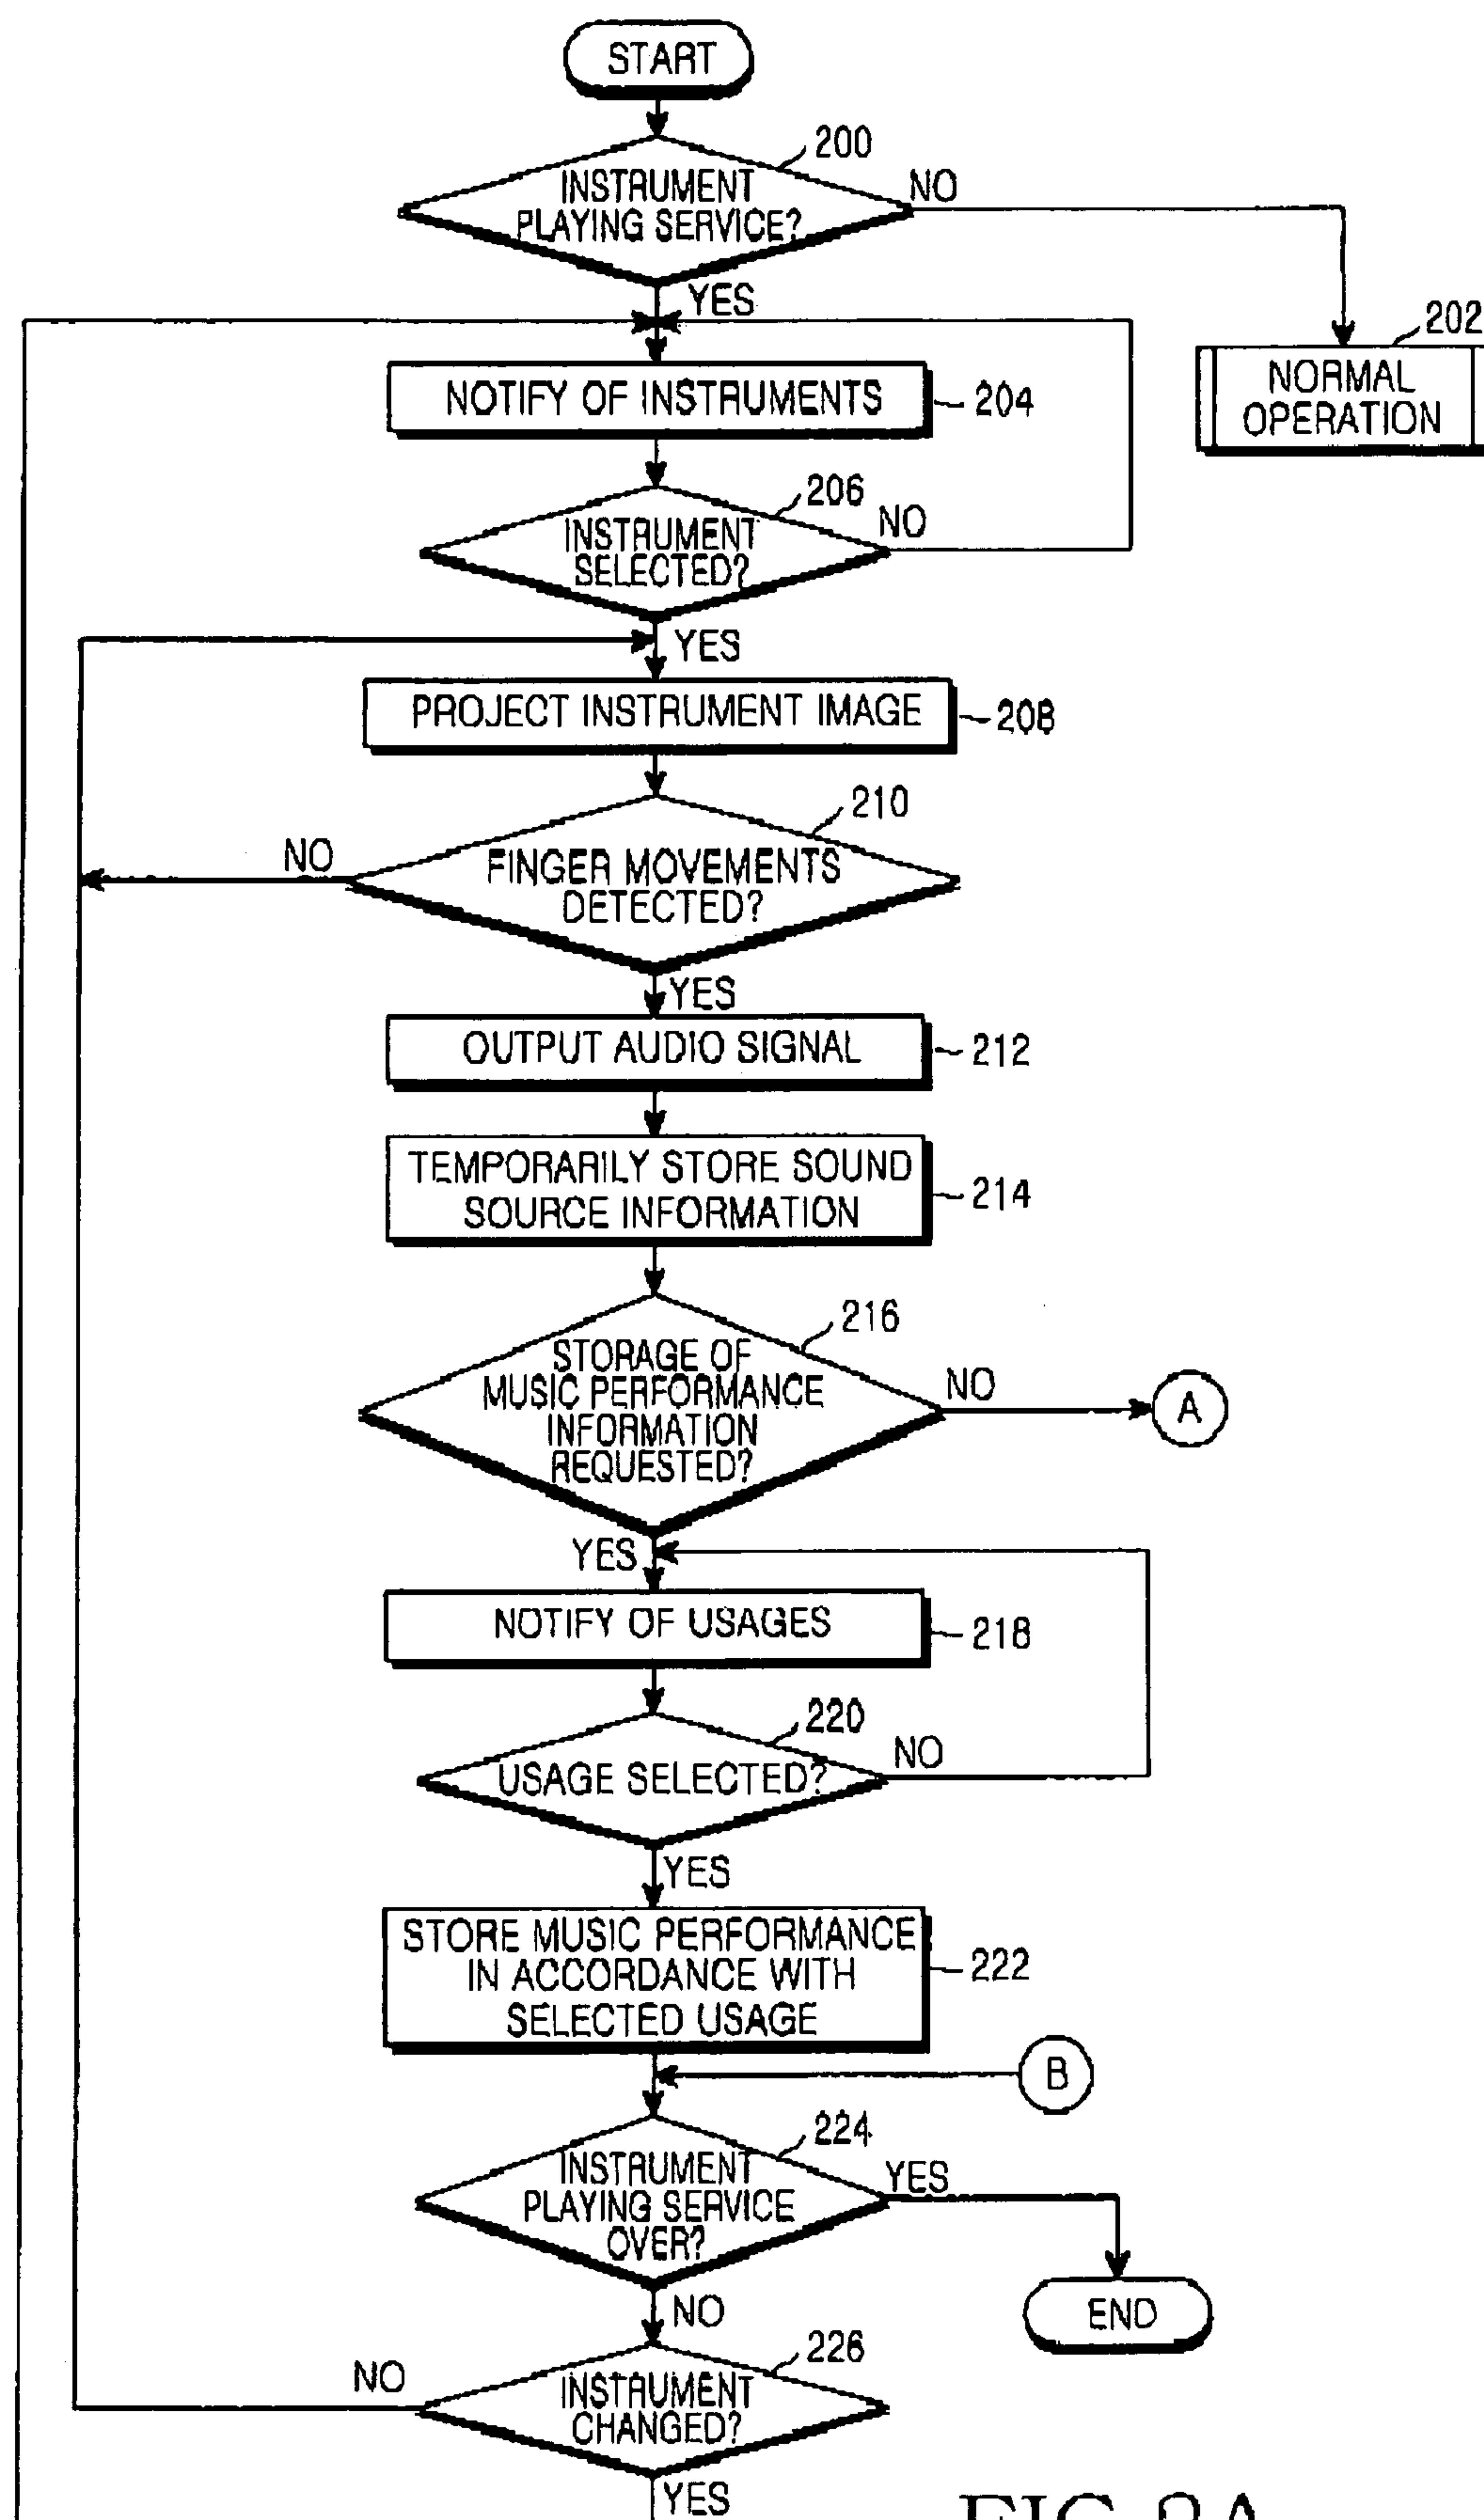 START
200
INSTRUMENT
PLAYING SERVICE?
NO
YES
202
NORMAL
OPERATION
NOTIFY OF INSTRUMENTS
204
206
INSTRUMENT
SELECTED?
NO
YES
PROJECT INSTRUMENT IMAGE
208
210
NO
FINGER MOVEMENTS
DETECTED?
YES
OUTPUT AUDIO SIGNAL
212
TEMPORARILY STORE SOUND
SOURCE INFORMATION
214
216
STORAGE OF
MUSIC PERFORMANCE
INFORMATION
REQUESTED?
NO
A
YES
NOTIFY OF USAGES
218
220
USAGE SELECTED?
NO
YES
STORE MUSIC PERFORMANCE
IN ACCORDANCE WITH
SELECTED USAGE
222
B
224
INSTRUMENT
PLAYING SERVICE
OVER?
YES
END
NO
226
NO
INSTRUMENT
CHANGED?
YES